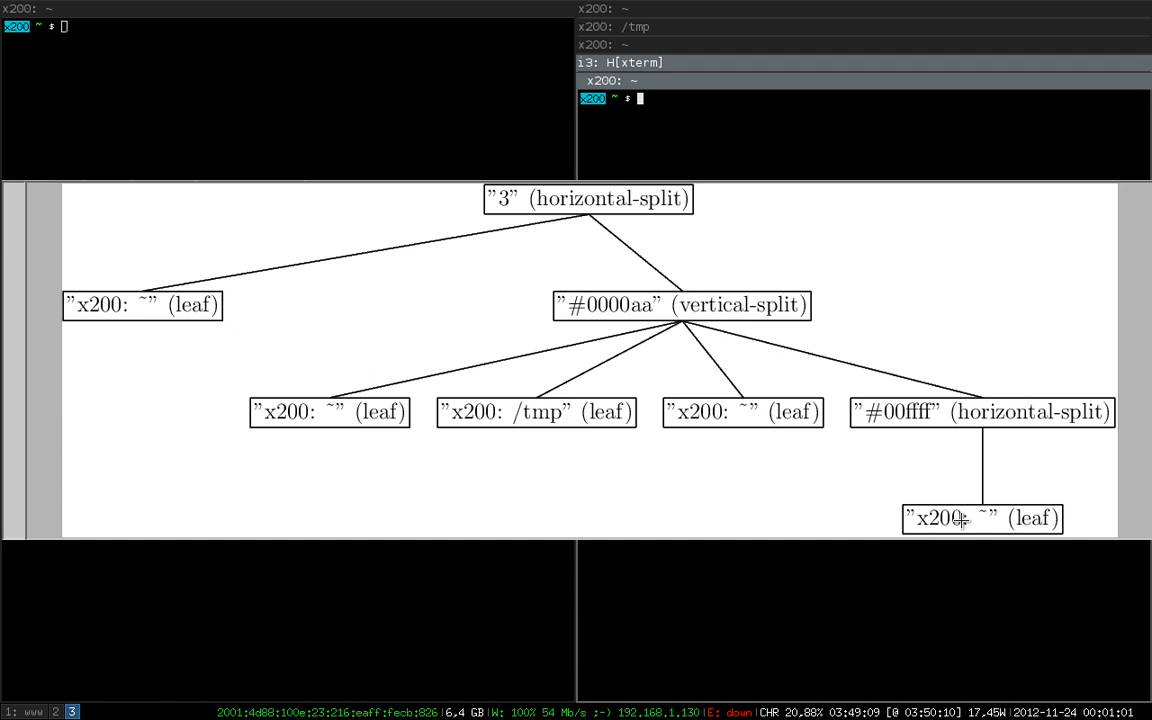 x200: ~
x200 ~ $
x200: ~
x200: /tmp
x200: ~
i3: H[xterm]
x200: ~
x200 ~ $
"3" (horizontal-split)
"x200: ~" (leaf)
"#0000aa" (vertical-split)
"x200: ~" (leaf)
"x200: /tmp" (leaf)
"x200: ~" (leaf)
"#00ffff" (horizontal-split)
"x200: ~" (leaf)
1: www 2 3
2001:4d88:100e:23:216:eaff:fecb:826|6,4 GB|W: 100% 54 Mb/s ;-) 192.168.1.130|E: down|CHR 20,88% 03:49:09 [@ 03:50:10] 17,45W|2012-11-24 00:01:01